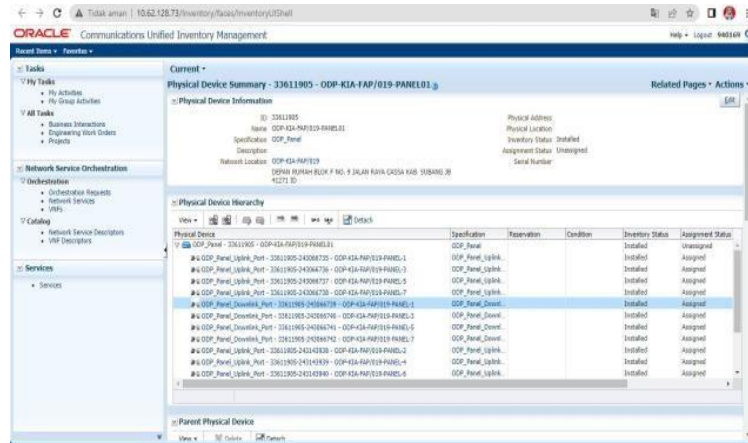 Tidak aman | 10.62.128.73/Inventory/faces/InventoryUIShell
ORACLE Communications Unified Inventory Management
Help Logout 940169
Recent Items Favorites
Tasks
My Tasks
My Activities
My Group Activities
All Tasks
Business Interactions
Engineering Work Orders
Projects
Network Service Orchestration
Orchestration
Orchestration Requests
Network Services
VNFs
Catalog
Network Service Descriptors
VNF Descriptors
Services
Services
Current
Physical Device Summary - 33611905 - ODP-KIA-FAP/019-PANEL01
Related Pages Actions
Physical Device Information
Edit
ID 33611905
Name ODP-KIA-FAP/019-PANEL01
Specification ODP_Panel
Description
Network Location ODP-KIA-FAP/019
DEPAN RUMAH BLOK F NO. 9 JALAN RAYA CASSA KAB. SUBANG JB
41271 ID
Physical Address
Physical Location
Inventory Status Installed
Assignment Status Unassigned
Serial Number
Physical Device Hierarchy
View Detach
Physical Device Specification Reservation Condition Inventory Status Assignment Status
ODP_Panel - 33611905 - ODP-KIA-FAP/019-PANEL01 ODP_Panel Installed Unassigned
ODP_Panel_Uplink_Port - 33611905-243066735 - ODP-KIA-FAP/019-PANEL-1 ODP_Panel_Uplink... Installed Assigned
ODP_Panel_Uplink_Port - 33611905-243066736 - ODP-KIA-FAP/019-PANEL-3 ODP_Panel_Uplink... Installed Assigned
ODP_Panel_Uplink_Port - 33611905-243066737 - ODP-KIA-FAP/019-PANEL-5 ODP_Panel_Uplink... Installed Assigned
ODP_Panel_Uplink_Port - 33611905-243066738 - ODP-KIA-FAP/019-PANEL-7 ODP_Panel_Uplink... Installed Assigned
ODP_Panel_Downlink_Port - 33611905-243066739 - ODP-KIA-FAP/019-PANEL-1 ODP_Panel_Downl... Installed Assigned
ODP_Panel_Downlink_Port - 33611905-243066740 - ODP-KIA-FAP/019-PANEL-3 ODP_Panel_Downl... Installed Assigned
ODP_Panel_Downlink_Port - 33611905-243066741 - ODP-KIA-FAP/019-PANEL-5 ODP_Panel_Downl... Installed Assigned
ODP_Panel_Downlink_Port - 33611905-243066742 - ODP-KIA-FAP/019-PANEL-7 ODP_Panel_Downl... Installed Assigned
ODP_Panel_Uplink_Port - 33611905-243143938 - ODP-KIA-FAP/019-PANEL-2 ODP_Panel_Uplink... Installed Assigned
ODP_Panel_Uplink_Port - 33611905-243143939 - ODP-KIA-FAP/019-PANEL-4 ODP_Panel_Uplink... Installed Assigned
ODP_Panel_Uplink_Port - 33611905-243143940 - ODP-KIA-FAP/019-PANEL-6 ODP_Panel_Uplink... Installed Assigned
Parent Physical Device
View Delete Detach